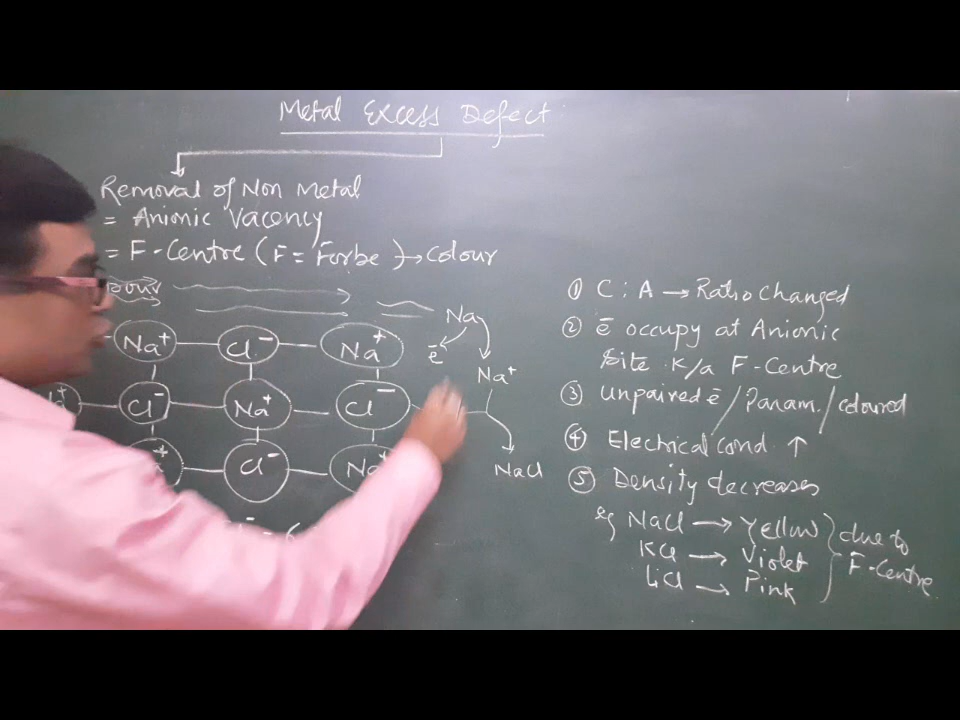 Metal Excess Defect
Removal of Non Metal
= Anionic Vacency
= F-Centre (F = Forbe) → Colour
Na
e̅
Na⁺
NaCl
Na⁺ Cl⁻ Na⁺
Cl⁻ Na⁺ Cl⁻
Cl⁻ Na⁺
① C : A → Ratio Changed
② e̅ occupy at Anionic
Site K/a F-Centre
③ Unpaired e̅ / Param. / coloured
④ Electrical cond. ↑
⑤ Density decreases
eg NaCl → Yellow } due to
KCl → Violet F-Centre
LiCl → Pink